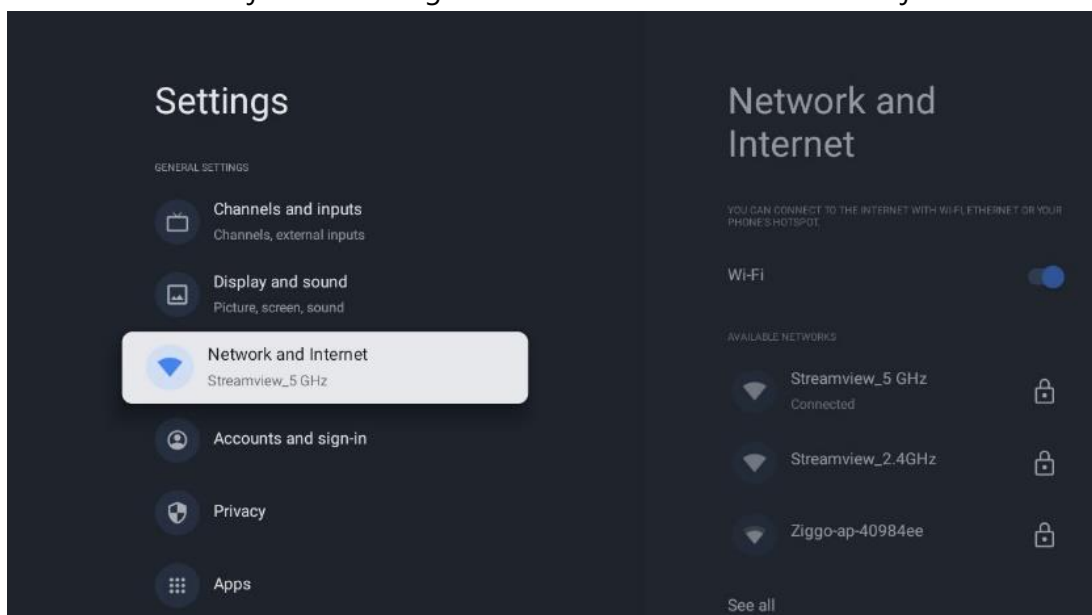 Settings
GENERAL SETTINGS
Channels and inputs
Channels, external inputs
Display and sound
Picture, screen, sound
Network and Internet
Streamview_5 GHz
Accounts and sign-in
Privacy
Apps
Network and
Internet
YOU CAN CONNECT TO THE INTERNET WITH WI-FI, ETHERNET OR YOUR
PHONE'S HOTSPOT.
Wi-Fi
AVAILABLE NETWORKS
Streamview_5 GHz
Connected
Streamview_2.4GHz
Ziggo-ap-40984ee
See all